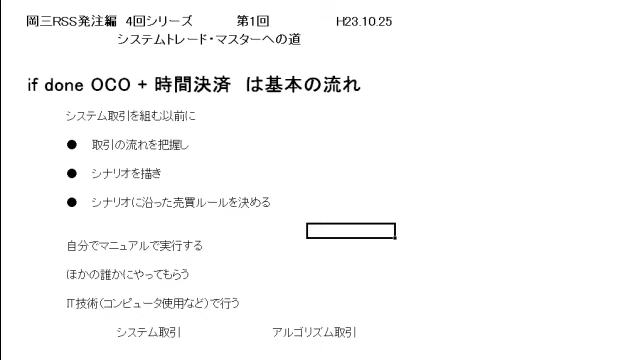 岡三RSS発注編 4回シリーズ 第1回 H23.10.25
システムトレード・マスターへの道
if done OCO + 時間決済 は基本の流れ
システム取引を組む以前に
● 取引の流れを把握し
● シナリオを描き
● シナリオに沿った売買ルールを決める
自分でマニュアルで実行する
ほかの誰かにやってもらう
IT技術(コンピュータ使用など)で行う
システム取引 アルゴリズム取引